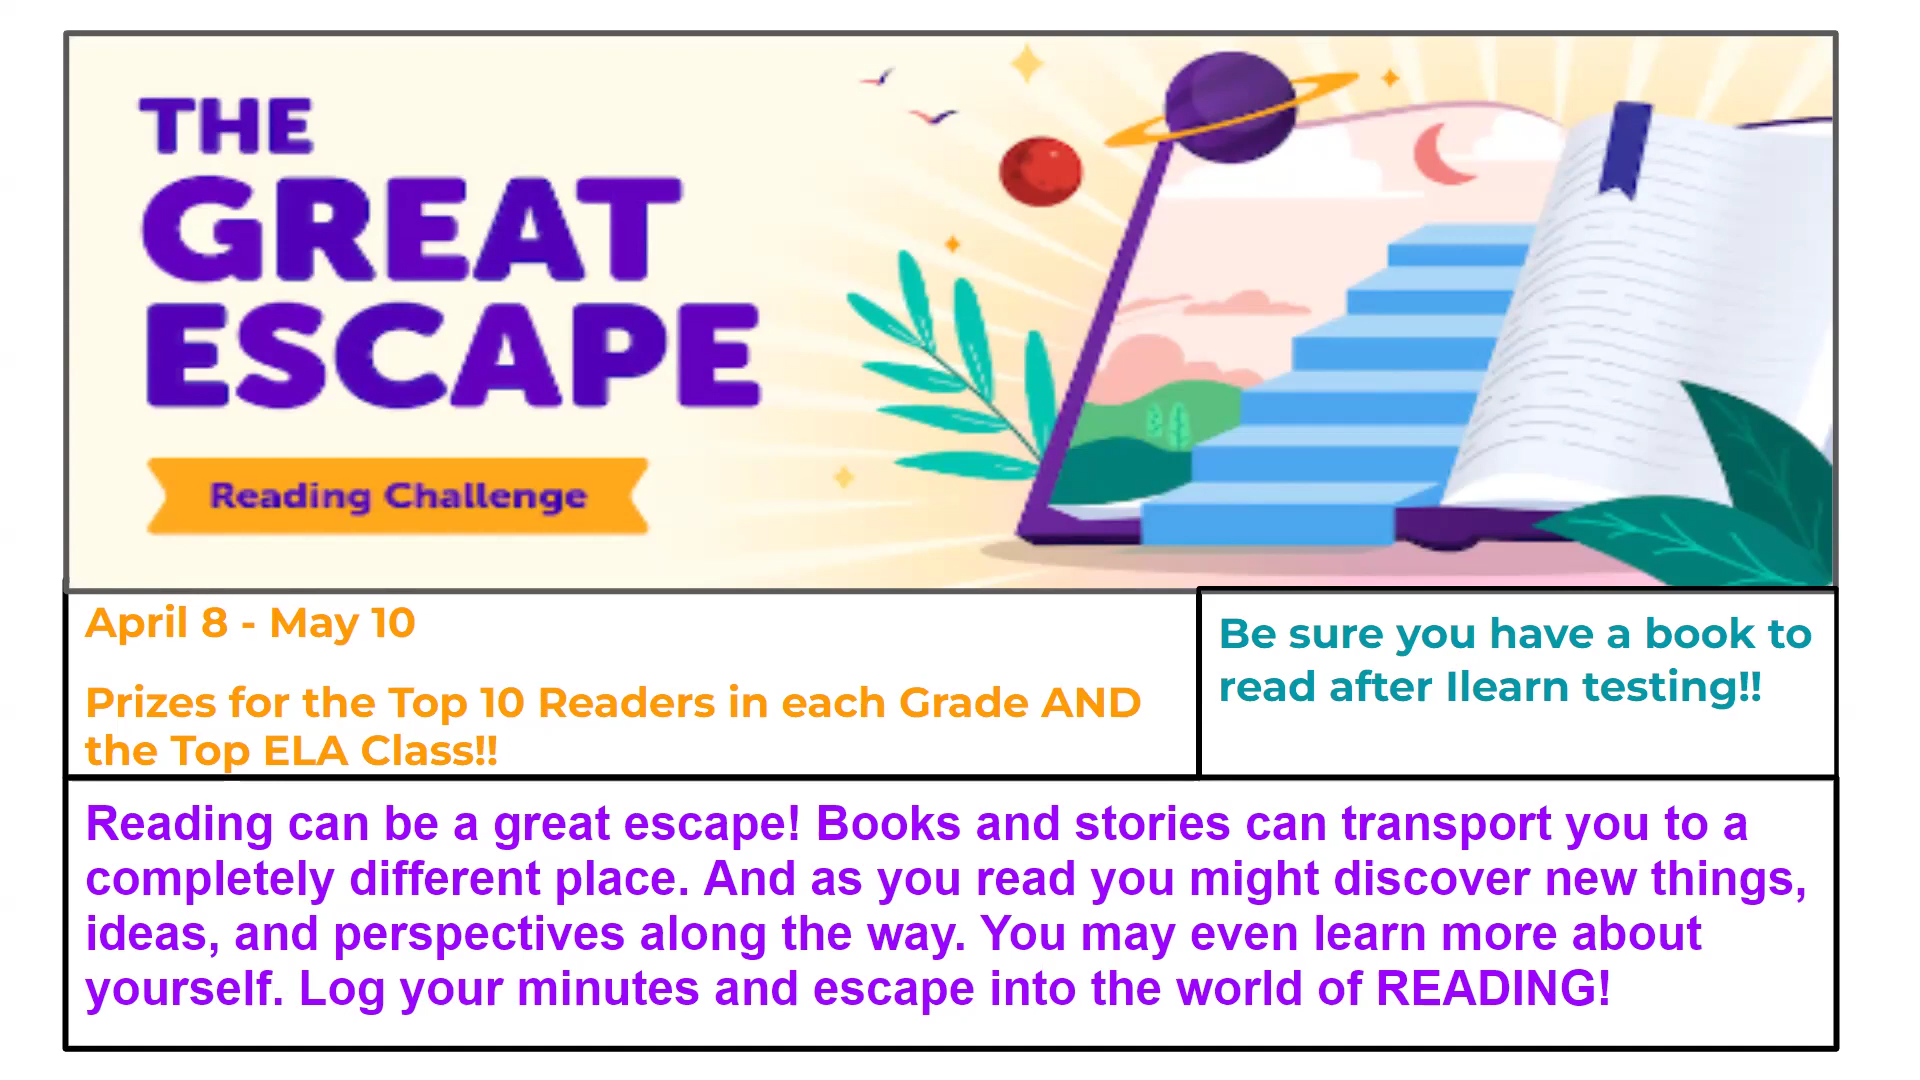 THE
GREAT
ESCAPE
Reading Challenge
April 8 - May 10
Prizes for the Top 10 Readers in each Grade AND
the Top ELA Class!!
Be sure you have a book to
read after Ilearn testing!!
Reading can be a great escape! Books and stories can transport you to a
completely different place. And as you read you might discover new things,
ideas, and perspectives along the way. You may even learn more about
yourself. Log your minutes and escape into the world of READING!